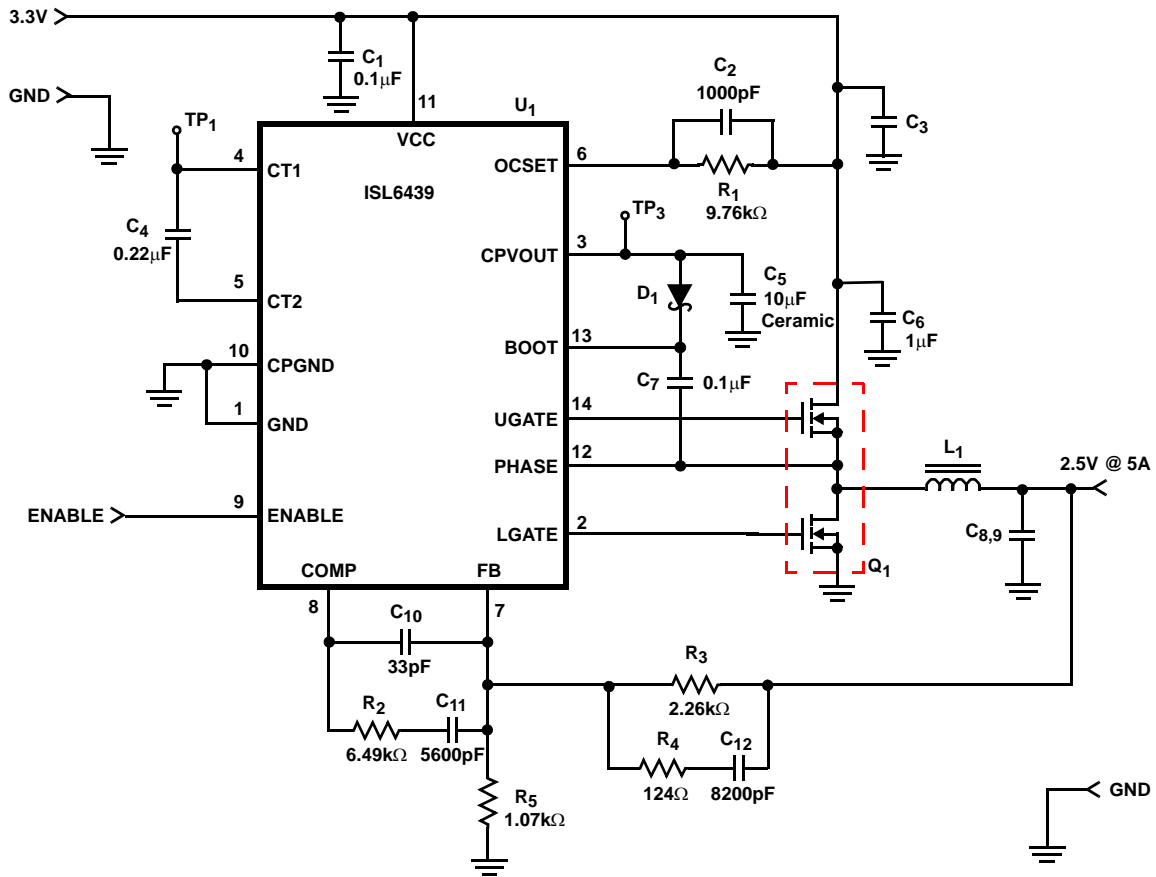 3.3V
GND
C1
0.1μF
11
U1
VCC
ISL6439
TP1
4
CT1
C4
0.22μF
5
CT2
10
CPGND
1
GND
ENABLE
9
ENABLE
OCSET
6
C2
1000pF
R1
9.76kΩ
C3
TP3
CPVOUT
3
D1
C5
10μF
Ceramic
C6
1μF
BOOT
13
C7
0.1μF
UGATE
14
PHASE
12
LGATE
2
Q1
L1
2.5V @ 5A
C8,9
COMP
FB
8
7
C10
33pF
R2
6.49kΩ
C11
5600pF
R3
2.26kΩ
R4
124Ω
C12
8200pF
R5
1.07kΩ
GND